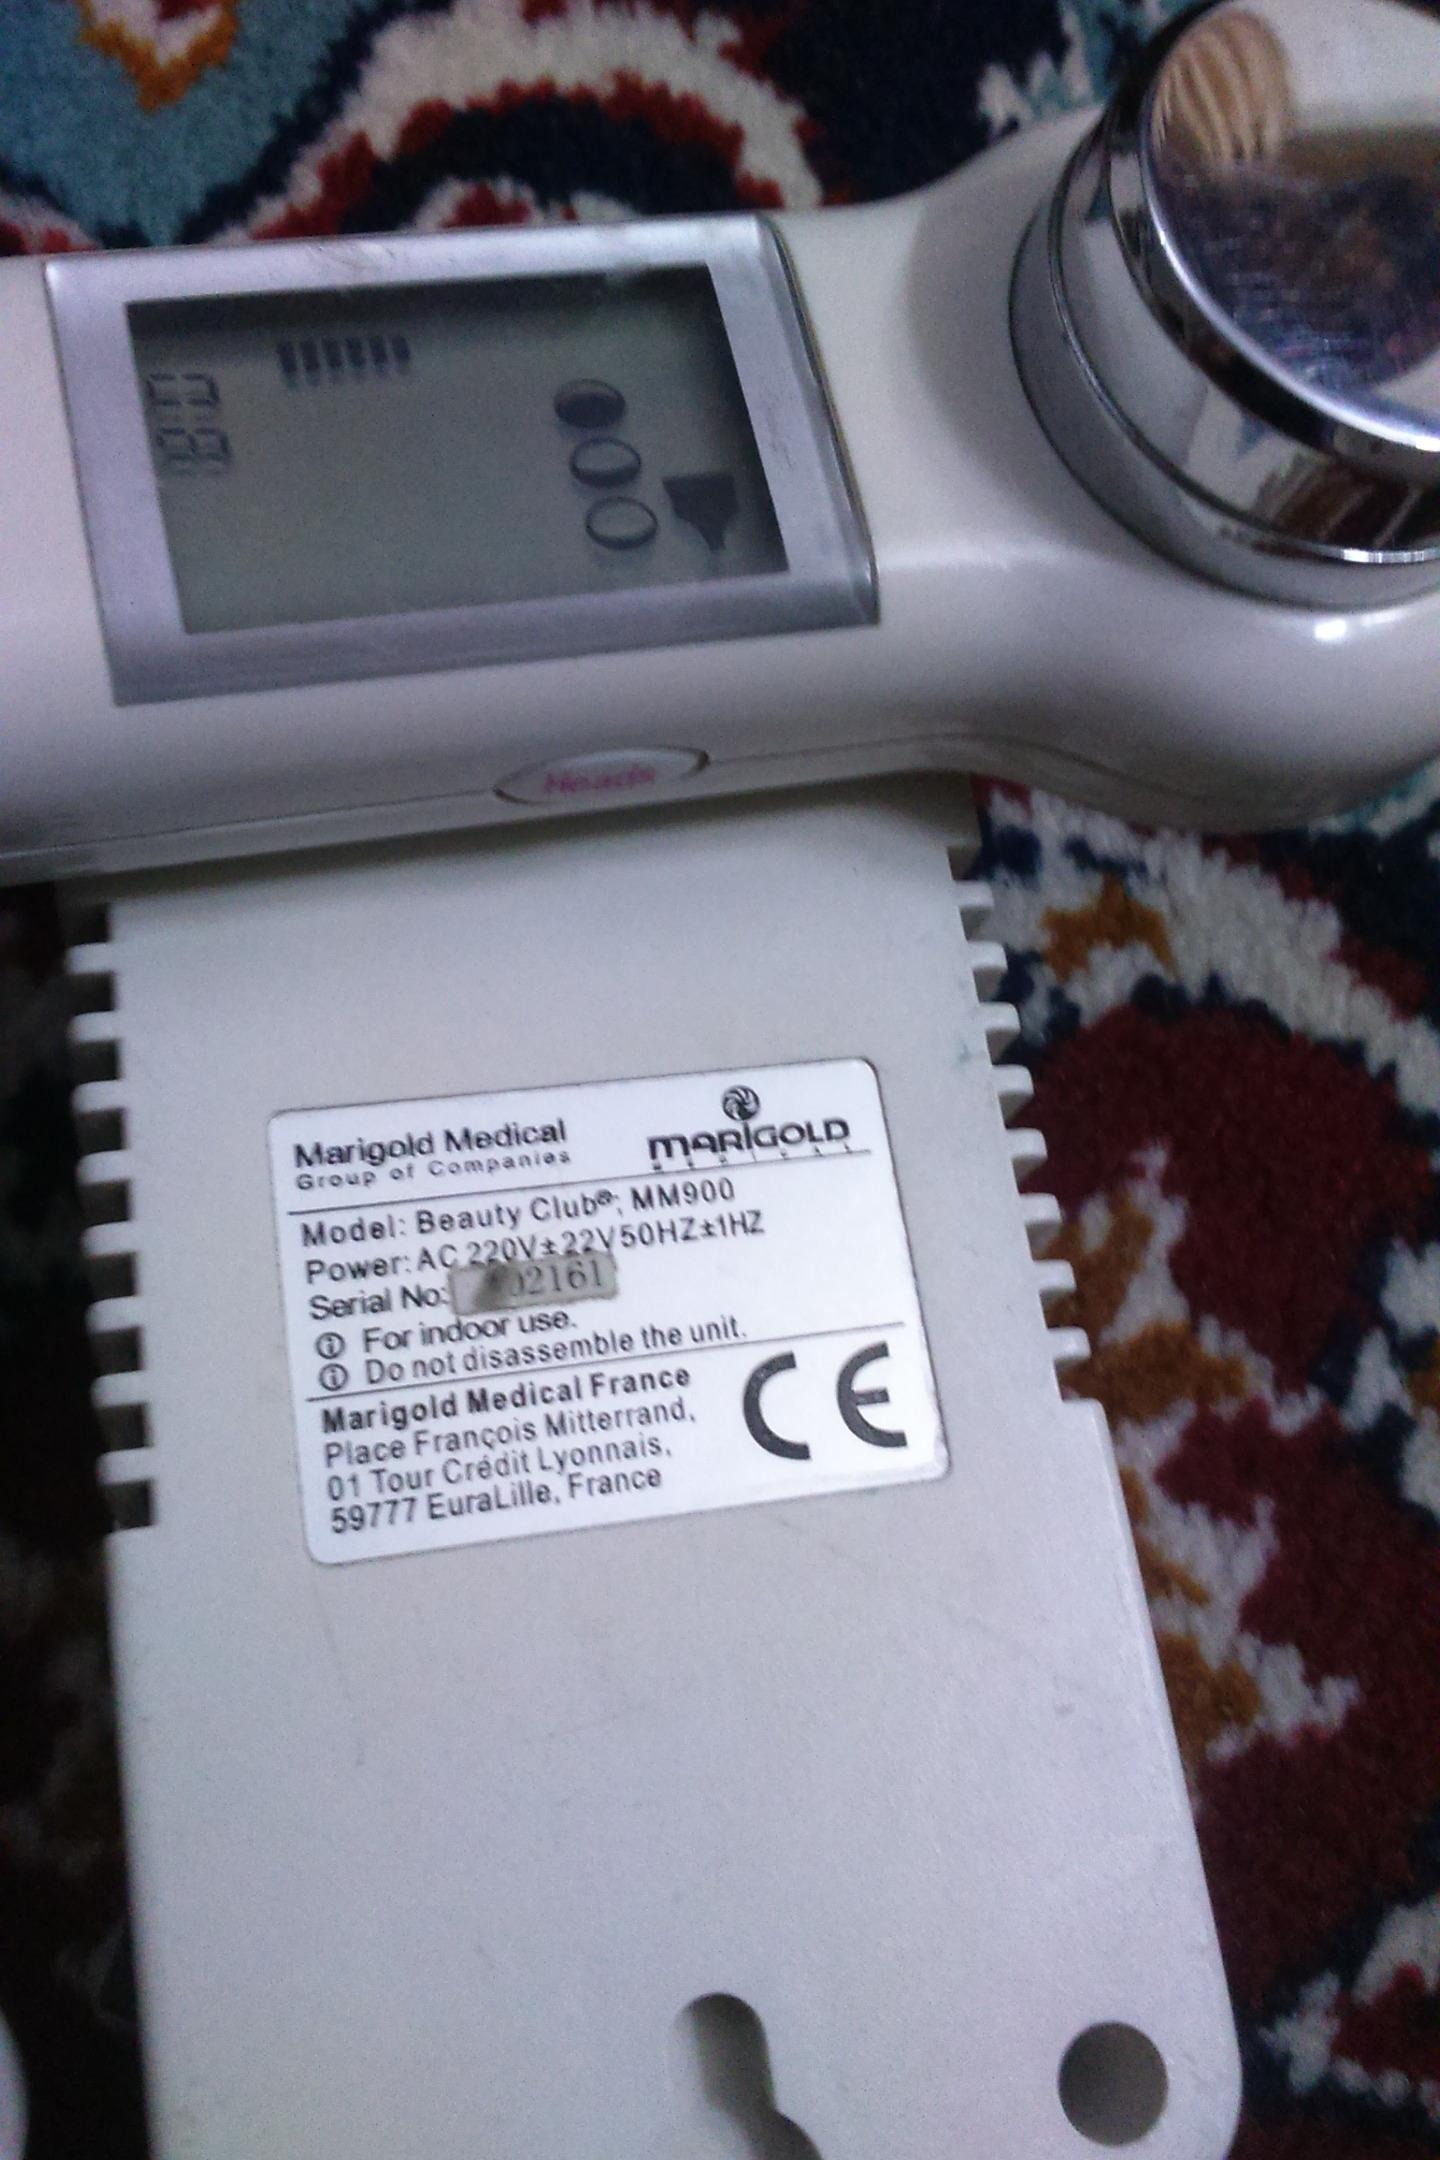 Heads
Marigold Medical
Group of Companies
MARIGOLD
MEDICAL
Model: Beauty Club®; MM900
Power: AC 220V±22V50HZ±1HZ
Serial No: 02161
ⓘ For indoor use.
ⓘ Do not disassemble the unit.
Marigold Medical France
Place François Mitterrand,
01 Tour Crédit Lyonnais,
59777 EuraLille, France
CE